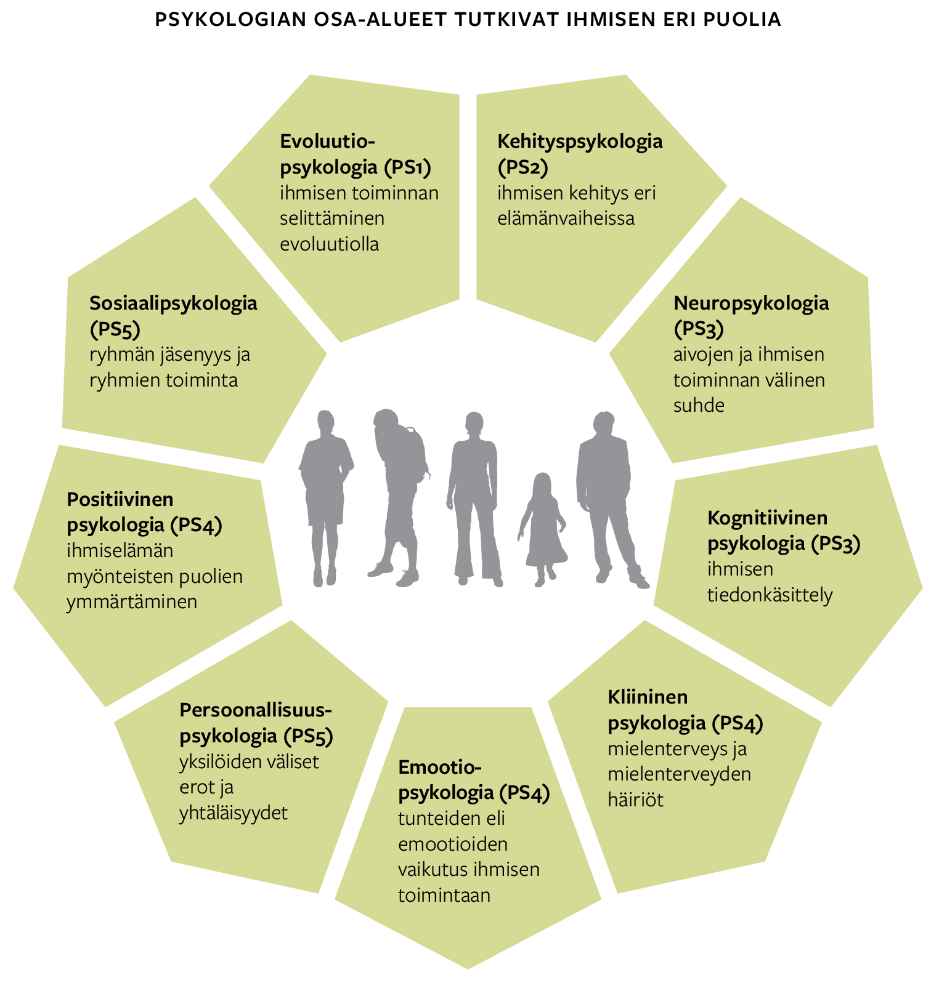 PSYKOLOGIAN OSA-ALUEET TUTKIVAT IHMISEN ERI PUOLIA
Evoluutio-
psykologia (PS1)
ihmisen toiminnan
selittäminen
evoluutiolla
Kehityspsykologia
(PS2)
ihmisen kehitys eri
elämänvaiheissa
Sosiaalipsykologia
(PS5)
ryhmän jäsenyys ja
ryhmien toiminta
Neuropsykologia
(PS3)
aivojen ja ihmisen
toiminnan välinen
suhde
Positiivinen
psykologia (PS4)
ihmiselämän
myönteisten puolien
ymmärtäminen
Kognitiivinen
psykologia (PS3)
ihmisen
tiedonkäsittely
Persoonallisuus-
psykologia (PS5)
yksilöiden väliset
erot ja
yhtäläisyydet
Emootio-
psykologia (PS4)
tunteiden eli
emootioiden
vaikutus ihmisen
toimintaan
Kliininen
psykologia (PS4)
mielenterveys ja
mielenterveyden
häiriöt